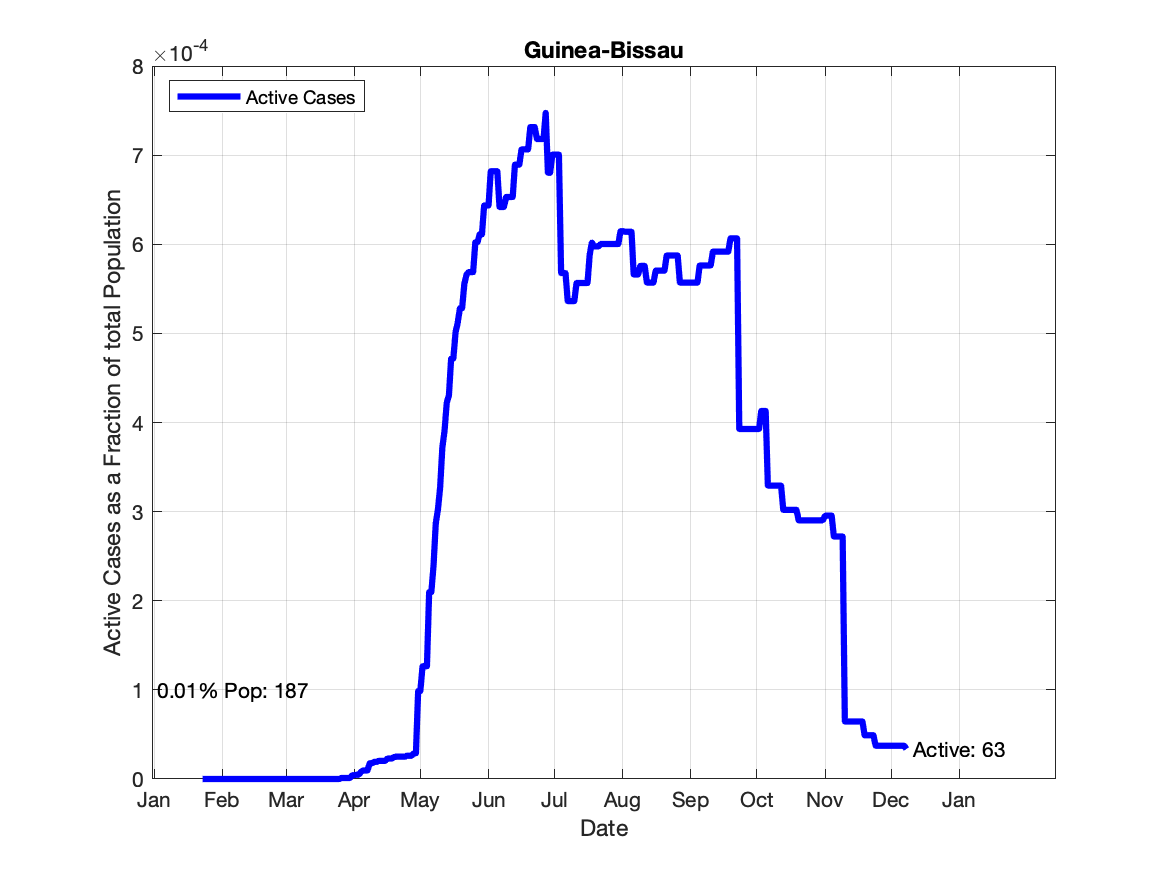 Guinea-Bissau
×10-4
8
7
6
5
4
3
2
1
0
Active Cases
Active Cases as a Fraction of total Population
0.01% Pop: 187
Active: 63
Jan Feb Mar Apr May Jun Jul Aug Sep Oct Nov Dec Jan
Date